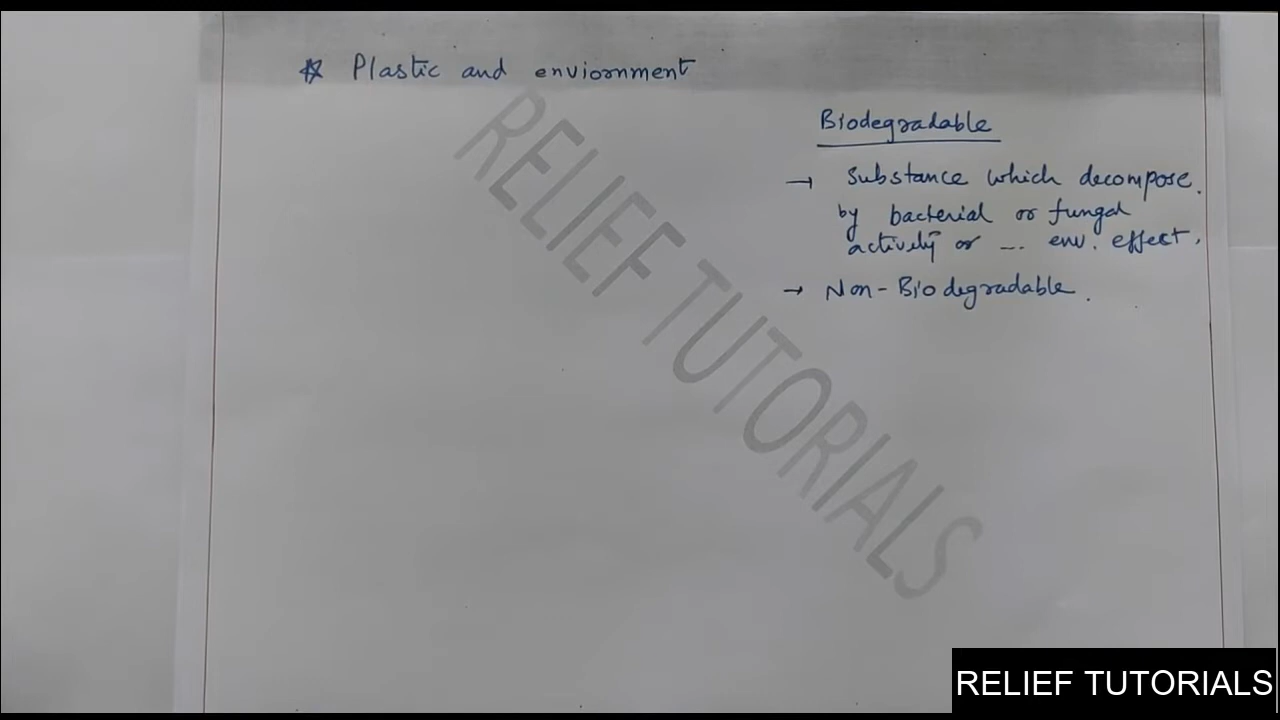 ☆ Plastic and enviornment
Biodegradable
→ Substance which decompose.
by bacterial or fungal
activity or ... env. effect.
→ Non-Biodegradable.
RELIEF TUTORIALS
RELIEF TUTORIALS